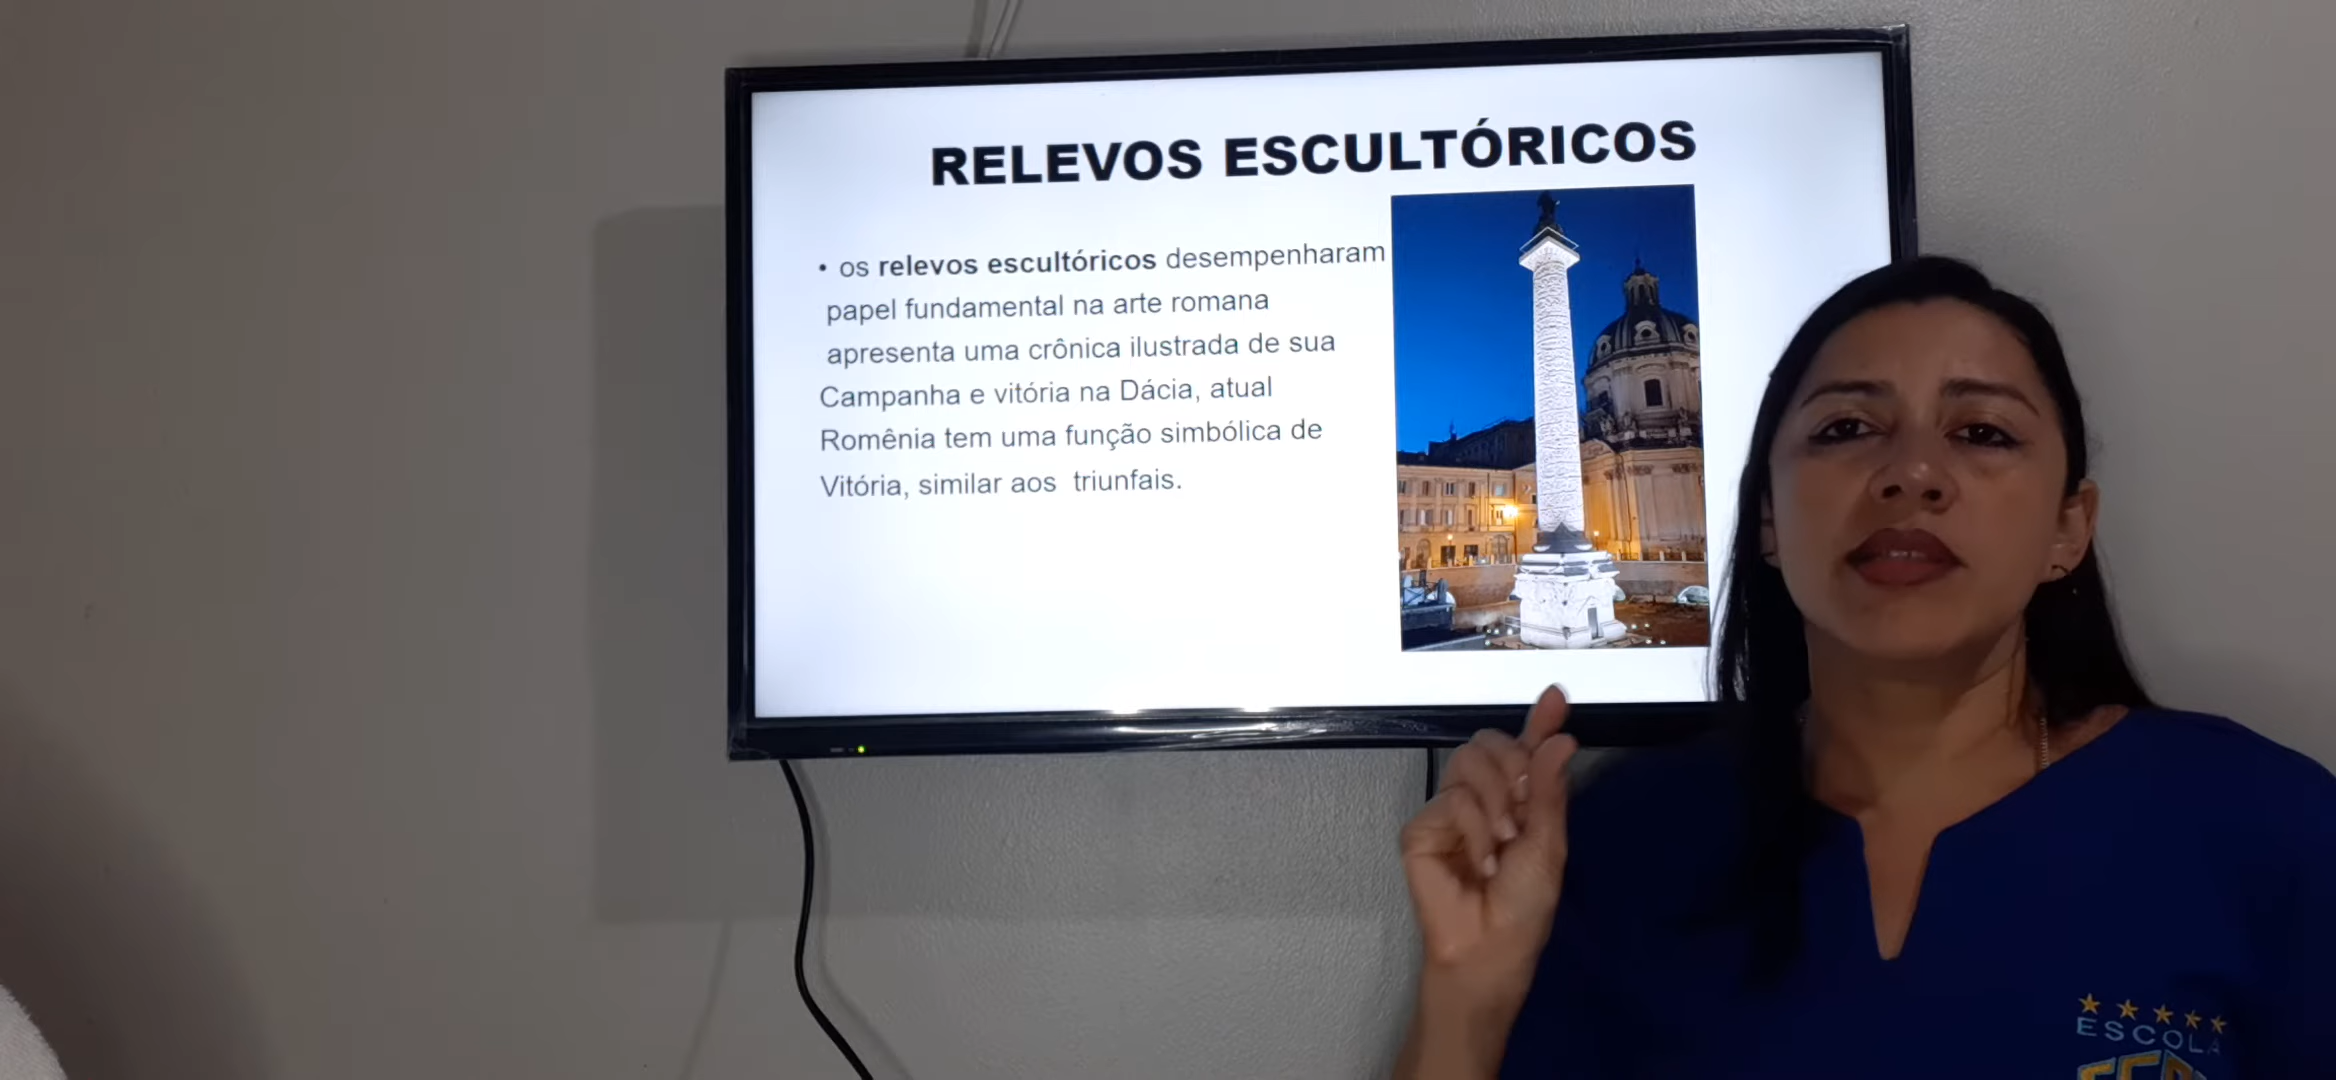 RELEVOS ESCULTÓRICOS
• os relevos escultóricos desempenharam
papel fundamental na arte romana
apresenta uma crônica ilustrada de sua
Campanha e vitória na Dácia, atual
Romênia tem uma função simbólica de
Vitória, similar aos triunfais.
ESCOLA